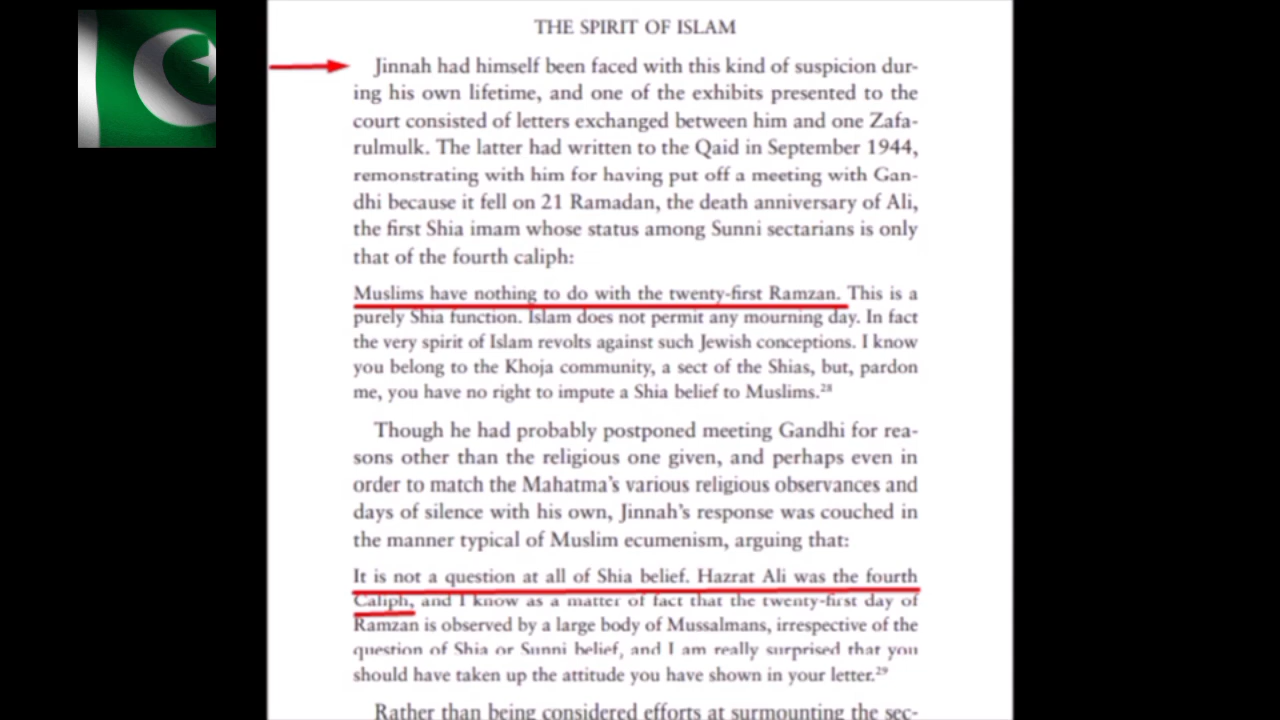 THE SPIRIT OF ISLAM
Jinnah had himself been faced with this kind of suspicion dur-
ing his own lifetime, and one of the exhibits presented to the
court consisted of letters exchanged between him and one Zafa-
rulmulk. The latter had written to the Qaid in September 1944,
remonstrating with him for having put off a meeting with Gan-
dhi because it fell on 21 Ramadan, the death anniversary of Ali,
the first Shia imam whose status among Sunni sectarians is only
that of the fourth caliph:
Muslims have nothing to do with the twenty-first Ramzan. This is a
purely Shia function. Islam does not permit any mourning day. In fact
the very spirit of Islam revolts against such Jewish conceptions. I know
you belong to the Khoja community, a sect of the Shias, but, pardon
me, you have no right to impute a Shia belief to Muslims.²⁸
Though he had probably postponed meeting Gandhi for rea-
sons other than the religious one given, and perhaps even in
order to match the Mahatma's various religious observances and
days of silence with his own, Jinnah's response was couched in
the manner typical of Muslim ecumenism, arguing that:
It is not a question at all of Shia belief. Hazrat Ali was the fourth
Caliph, and I know as a matter of fact that the twenty-first day of
Ramzan is observed by a large body of Mussalmans, irrespective of the
question of Shia or Sunni belief, and I am really surprised that you
should have taken up the attitude you have shown in your letter.²⁹
Rather than being considered efforts at surmounting the sec-